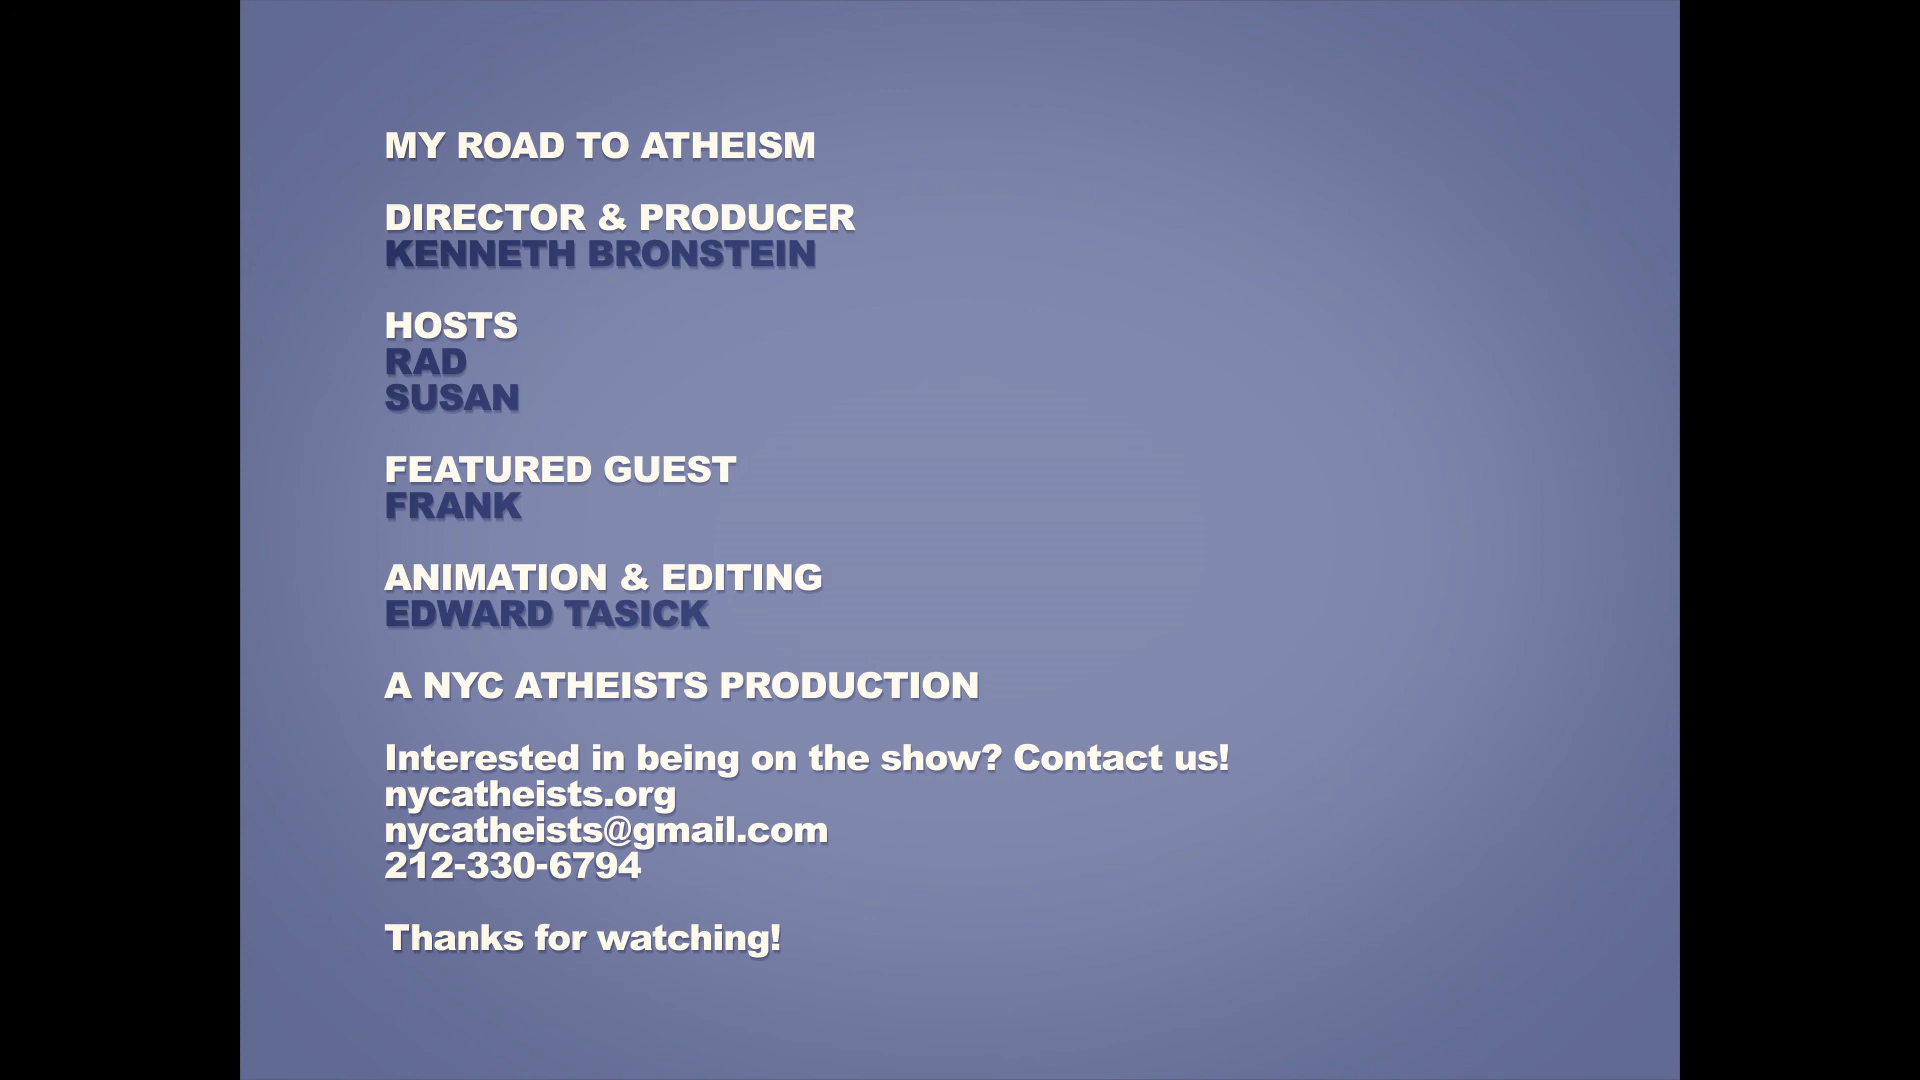 MY ROAD TO ATHEISM
DIRECTOR & PRODUCER
KENNETH BRONSTEIN
HOSTS
RAD
SUSAN
FEATURED GUEST
FRANK
ANIMATION & EDITING
EDWARD TASICK
A NYC ATHEISTS PRODUCTION
Interested in being on the show? Contact us!
nycatheists.org
nycatheists@gmail.com
212-330-6794
Thanks for watching!